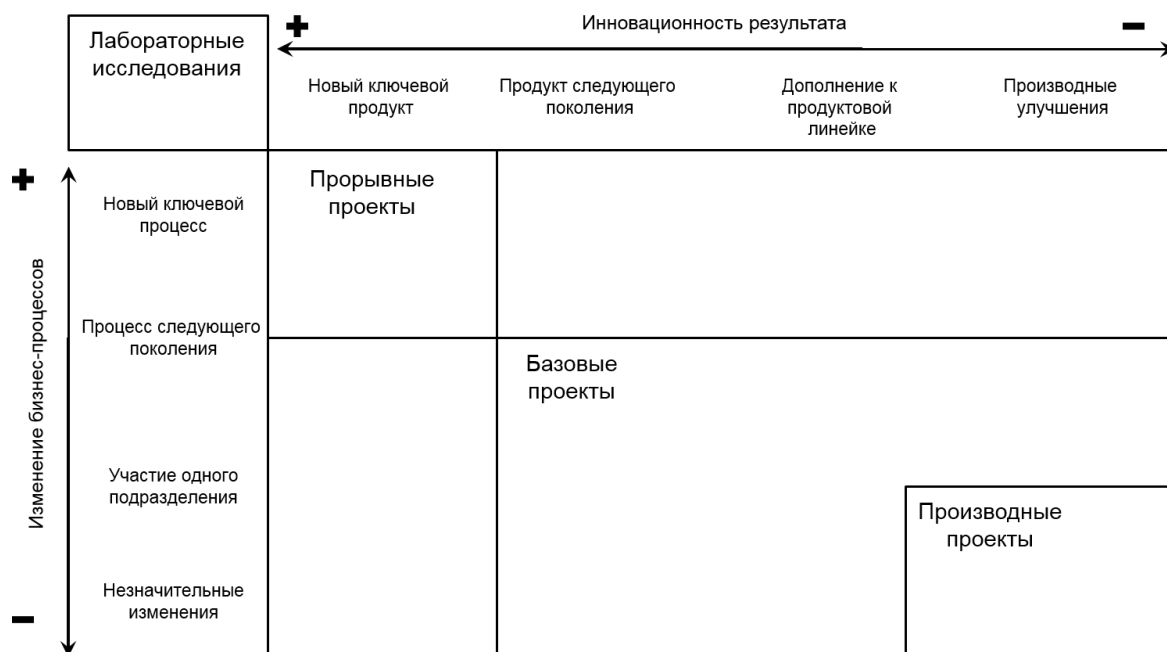 Лабораторные
исследования
+
Инновационность результата
−
Новый ключевой
продукт
Продукт следующего
поколения
Дополнение к
продуктовой
линейке
Производные
улучшения
+
Изменение бизнес-процессов
−
Новый ключевой
процесс
Процесс следующего
поколения
Участие одного
подразделения
Незначительные
изменения
Прорывные
проекты
Базовые
проекты
Производные
проекты